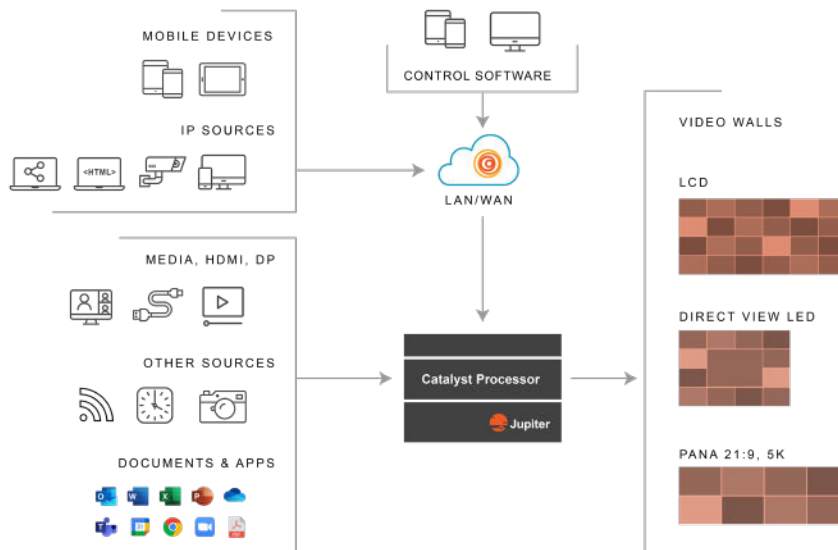 MOBILE DEVICES
IP SOURCES
<HTML>
CONTROL SOFTWARE
LAN/WAN
MEDIA, HDMI, DP
OTHER SOURCES
DOCUMENTS & APPS
Catalyst Processor
Jupiter
VIDEO WALLS
LCD
DIRECT VIEW LED
PANA 21:9, 5K